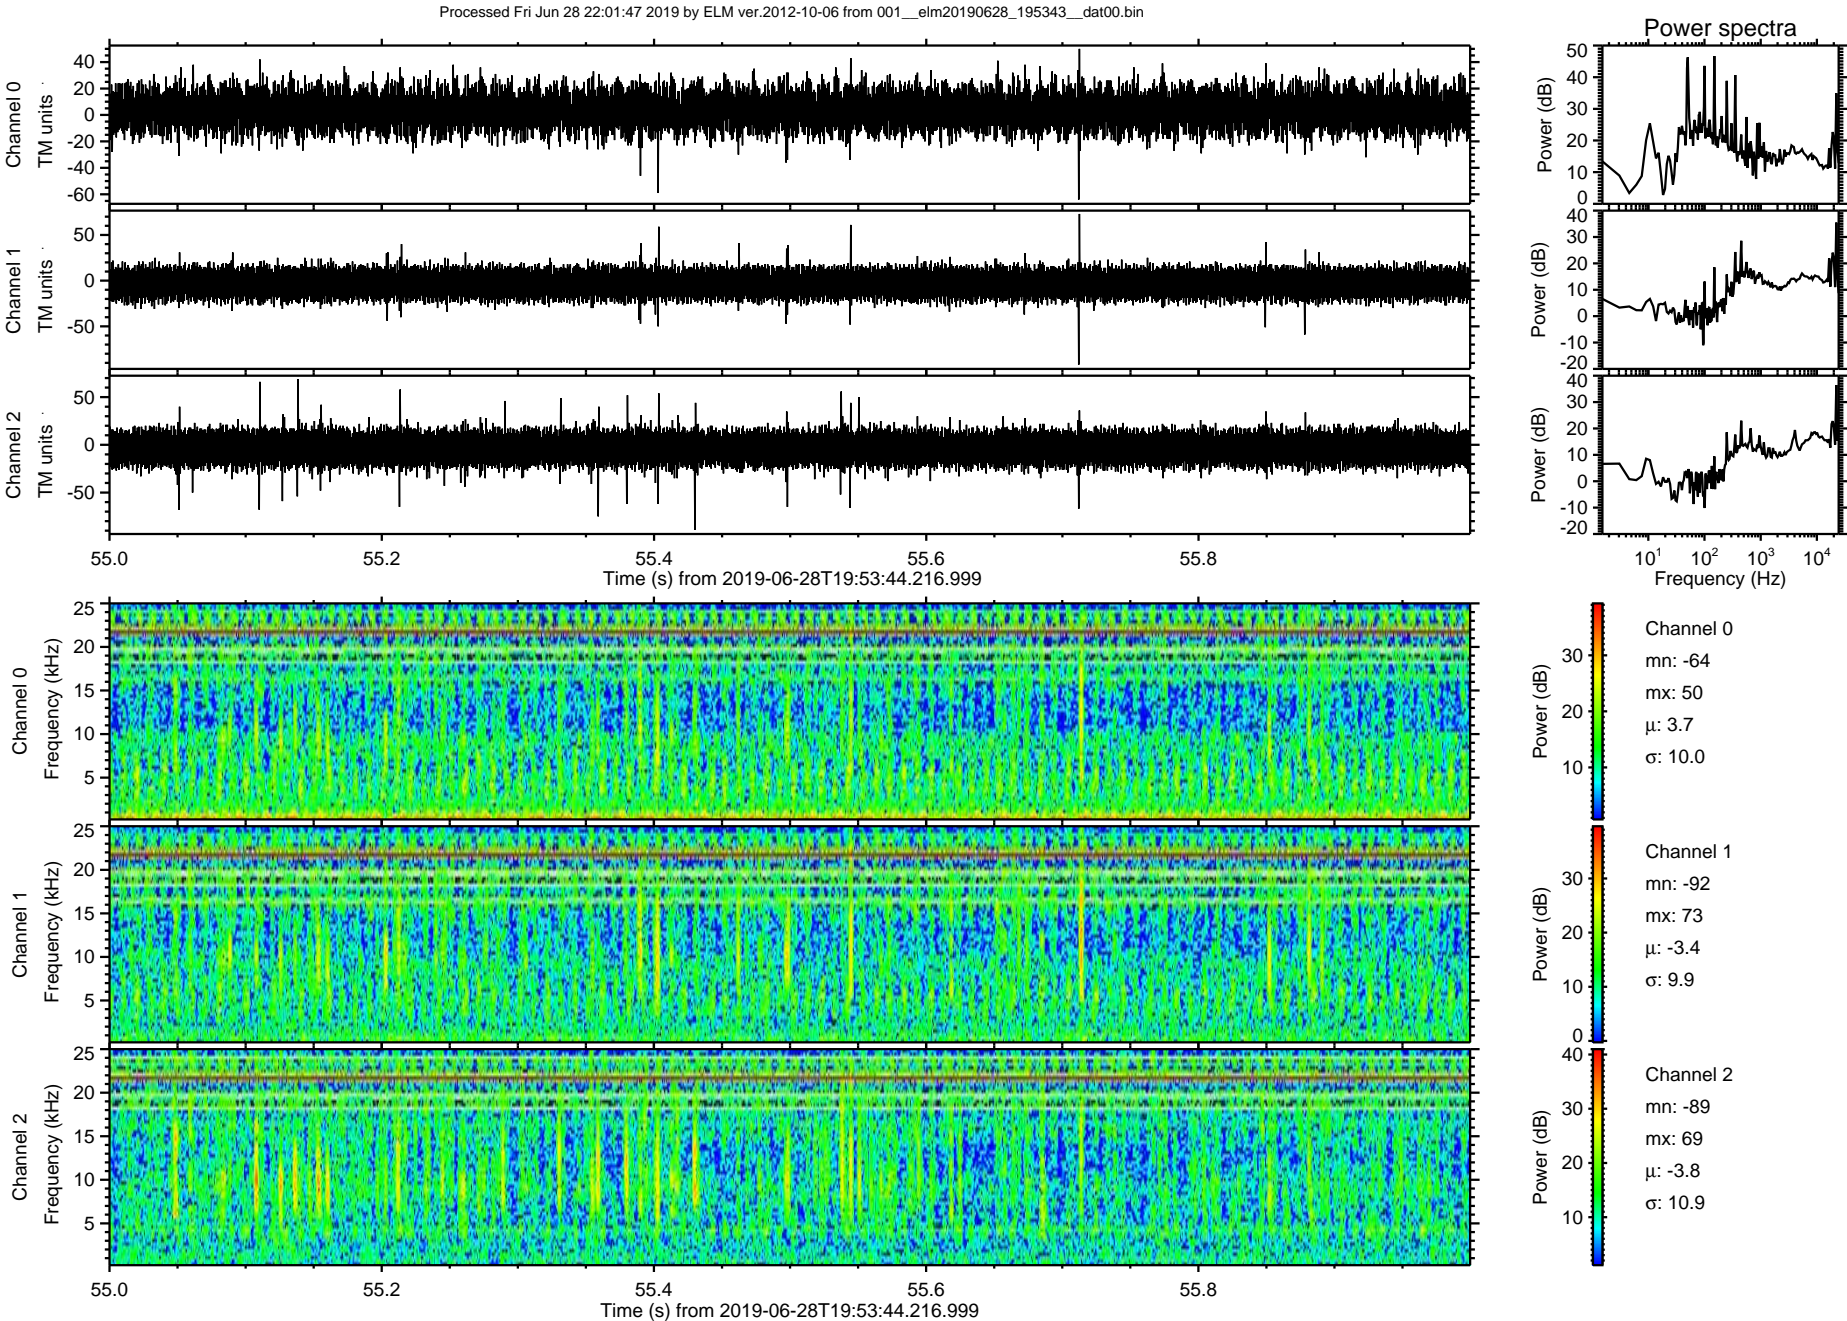 Processed Fri Jun 28 22:01:47 2019 by ELM ver.2012-10-06 from 001__elm20190628_195343__dat00.bin
Power spectra
Channel 0
TM units
40
20
0
-20
-40
-60
Power (dB)
50
40
30
20
10
0
Channel 1
TM units
50
0
-50
Power (dB)
40
30
20
10
0
-10
-20
Channel 2
TM units
50
0
-50
Power (dB)
40
30
20
10
0
-10
-20
55.0 55.2 55.4 55.6 55.8
Time (s) from 2019-06-28T19:53:44.216.999
10¹ 10² 10³ 10⁴
Frequency (Hz)
Channel 0
Frequency (kHz)
25
20
15
10
5
Power (dB)
30
20
10
Channel 0
mn: -64
mx: 50
μ: 3.7
σ: 10.0
Channel 1
Frequency (kHz)
25
20
15
10
5
Power (dB)
30
20
10
0
Channel 1
mn: -92
mx: 73
μ: -3.4
σ: 9.9
Channel 2
Frequency (kHz)
25
20
15
10
5
Power (dB)
40
30
20
10
Channel 2
mn: -89
mx: 69
μ: -3.8
σ: 10.9
55.0 55.2 55.4 55.6 55.8
Time (s) from 2019-06-28T19:53:44.216.999